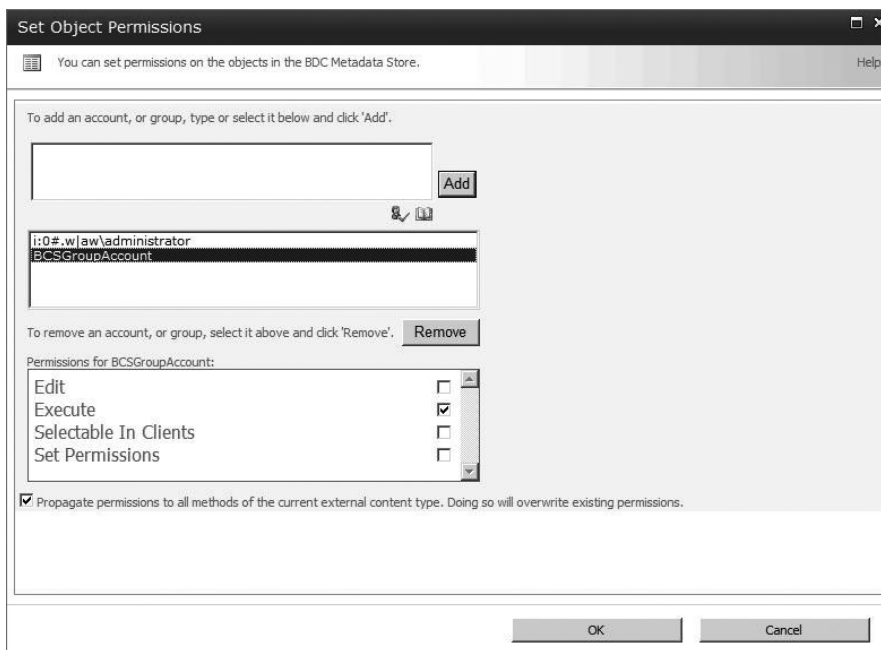 Set Object Permissions
You can set permissions on the objects in the BDC Metadata Store.
Help
To add an account, or group, type or select it below and click 'Add'.
Add
i:0#.w|aw\administrator
BCSGroupAccount
To remove an account, or group, select it above and click 'Remove'.
Remove
Permissions for BCSGroupAccount:
Edit
Execute
Selectable In Clients
Set Permissions
Propagate permissions to all methods of the current external content type. Doing so will overwrite existing permissions.
OK
Cancel